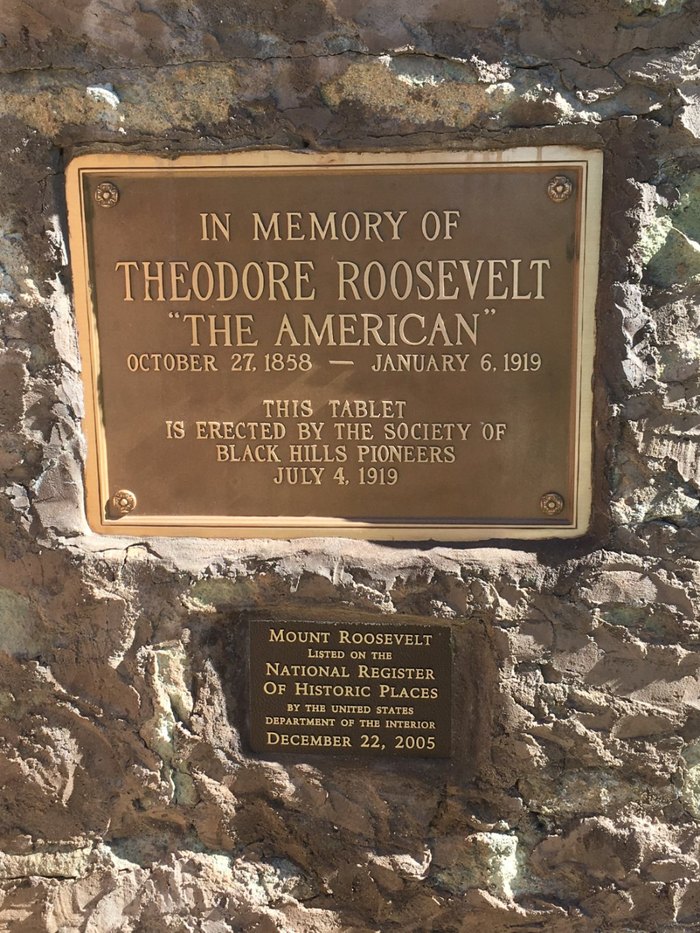 IN MEMORY OF
THEODORE ROOSEVELT
"THE AMERICAN"
OCTOBER 27, 1858 — JANUARY 6, 1919
THIS TABLET
IS ERECTED BY THE SOCIETY OF
BLACK HILLS PIONEERS
JULY 4, 1919
MOUNT ROOSEVELT
LISTED ON THE
NATIONAL REGISTER
OF HISTORIC PLACES
BY THE UNITED STATES
DEPARTMENT OF THE INTERIOR
DECEMBER 22, 2005